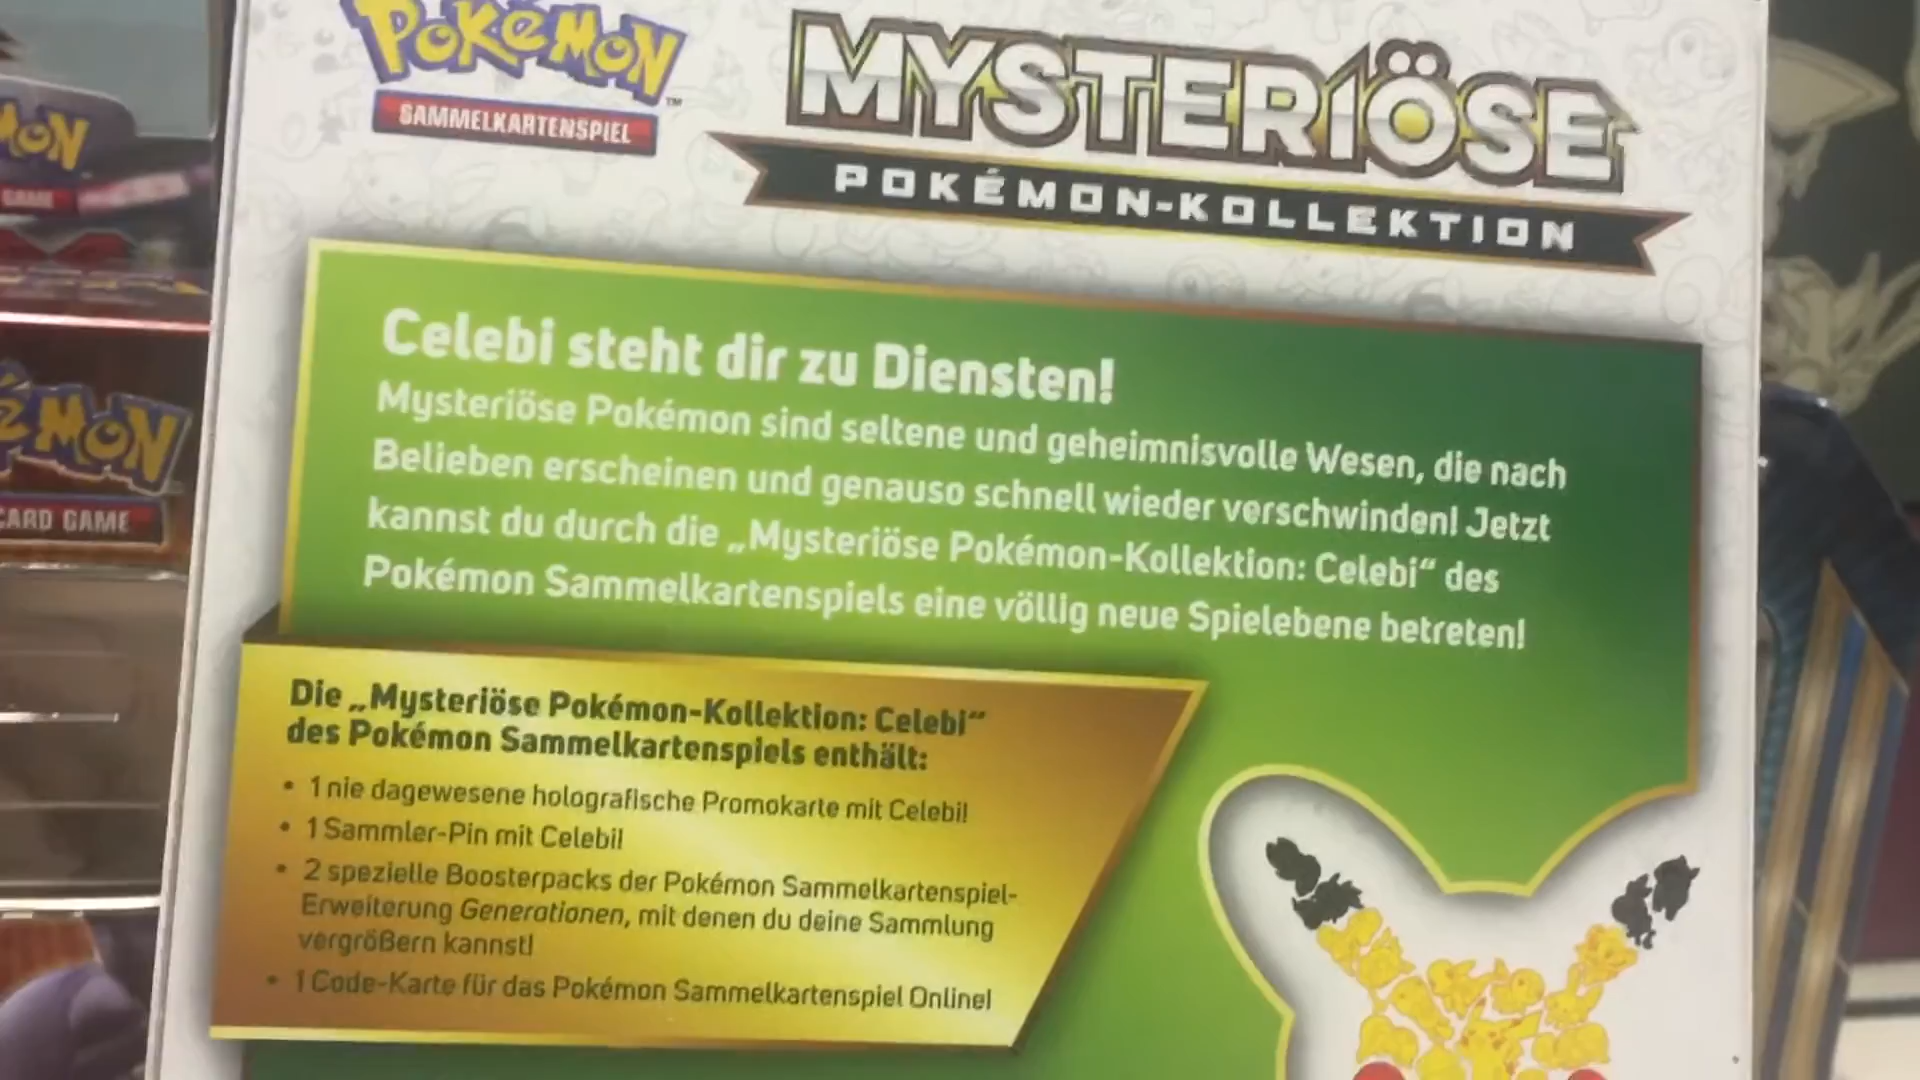 POKéMON
SAMMELKARTENSPIEL
MYSTERIÖSE
POKÉMON-KOLLEKTION
Celebi steht dir zu Diensten!
Mysteriöse Pokémon sind seltene und geheimnisvolle Wesen, die nach
Belieben erscheinen und genauso schnell wieder verschwinden! Jetzt
kannst du durch die „Mysteriöse Pokémon-Kollektion: Celebi“ des
Pokémon Sammelkartenspiels eine völlig neue Spielebene betreten!
Die „Mysteriöse Pokémon-Kollektion: Celebi“
des Pokémon Sammelkartenspiels enthält:
• 1 nie dagewesene holografische Promokarte mit Celebi!
• 1 Sammler-Pin mit Celebi!
• 2 spezielle Boosterpacks der Pokémon Sammelkartenspiel-
Erweiterung Generationen, mit denen du deine Sammlung
vergrößern kannst!
• 1 Code-Karte für das Pokémon Sammelkartenspiel Online!
MON
GAME
éMON
CARD GAME